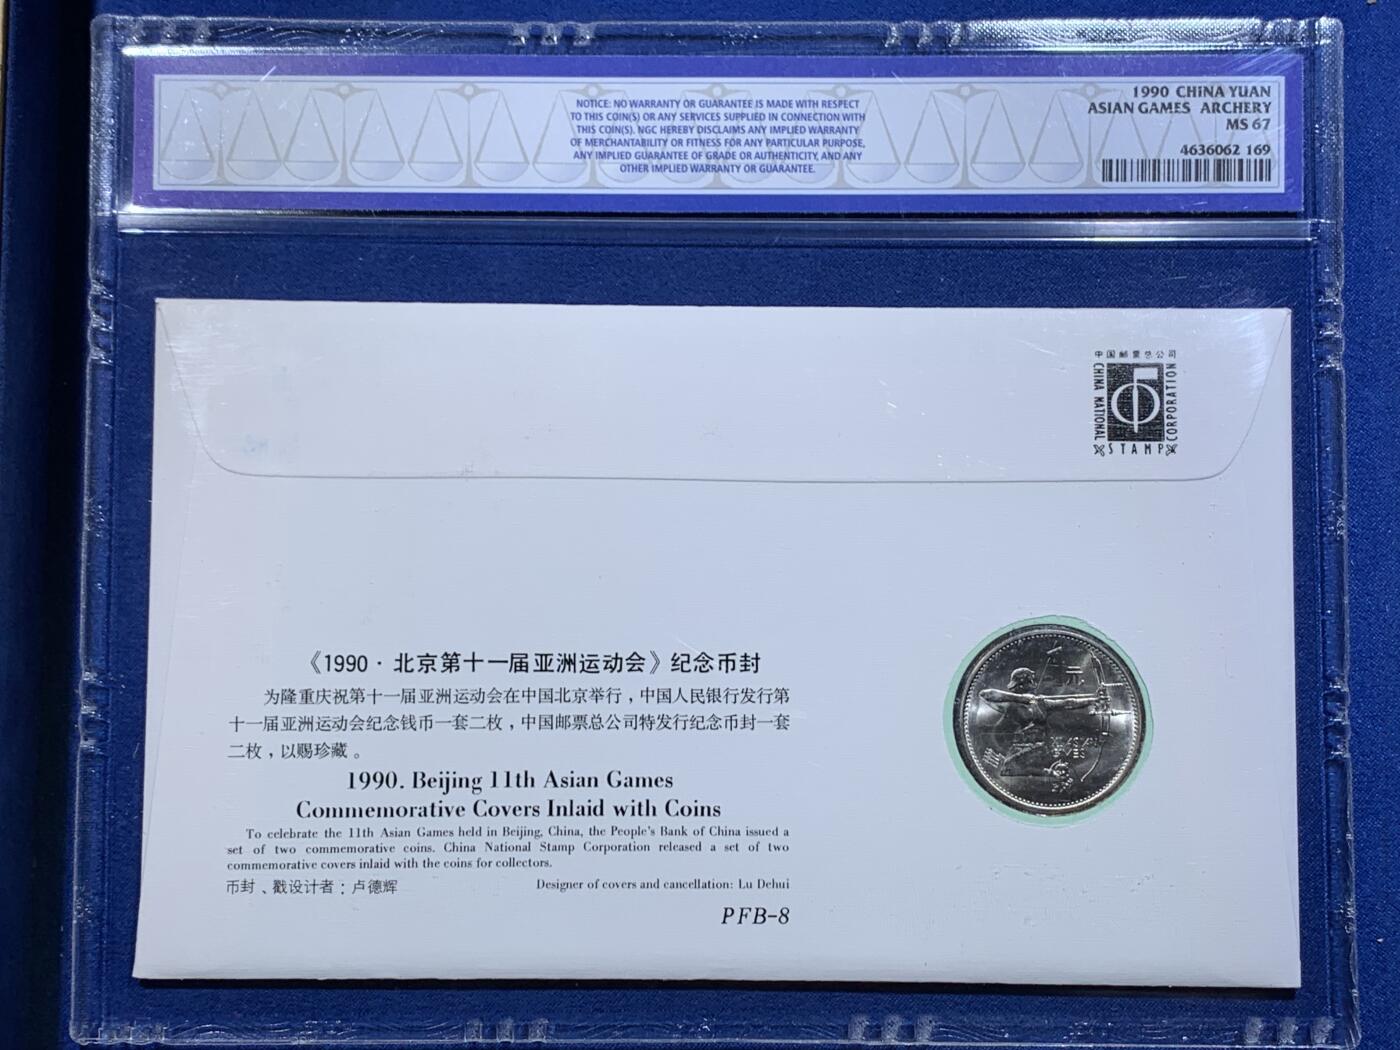 NOTICE: NO WARRANTY OR GUARANTEE IS MADE WITH RESPECT
TO THIS COIN(S) OR ANY SERVICES SUPPLIED IN CONNECTION WITH
THIS COIN(S). NGC HEREBY DISCLAIMS ANY IMPLIED WARRANTY
OF MERCHANTABILITY OR FITNESS FOR ANY PARTICULAR PURPOSE,
ANY IMPLIED GUARANTEE OF GRADE OR AUTHENTICITY, AND ANY
OTHER IMPLIED WARRANTY OR GUARANTEE.
1990 CHINA YUAN
ASIAN GAMES ARCHERY
MS 67
4636062 169
中国邮票总公司
CHINA NATIONAL
STAMP
CORPORATION
《1990·北京第十一届亚洲运动会》纪念币封
为隆重庆祝第十一届亚洲运动会在中国北京举行，中国人民银行发行第
十一届亚洲运动会纪念钱币一套二枚，中国邮票总公司特发行纪念币封一套
二枚，以赐珍藏。
1990. Beijing 11th Asian Games
Commemorative Covers Inlaid with Coins
To celebrate the 11th Asian Games held in Beijing, China, the People's Bank of China issued a
set of two commemorative coins. China National Stamp Corporation released a set of two
commemorative covers inlaid with the coins for collectors.
币封、戳设计者：卢德辉
Designer of covers and cancellation: Lu Dehui
PFB-8
元